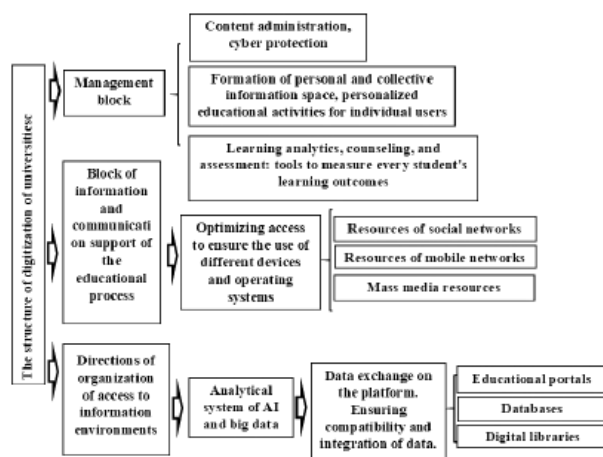 The structure of digitization of universitiesc
Management
block
Content administration,
cyber protection
Formation of personal and collective
information space, personalized
educational activities for individual users
Learning analytics, counseling, and
assessment: tools to measure every student's
learning outcomes
Block of
information
and
communicati
on support of
the
educational
process
Optimizing access
to ensure the use of
different devices
and operating
systems
Resources of social networks
Resources of mobile networks
Mass media resources
Directions of
organization
of access to
information
environments
Analytical
system of AI
and big data
Data exchange on
the platform.
Ensuring
compatibility and
integration of data.
Educational portals
Databases
Digital libraries